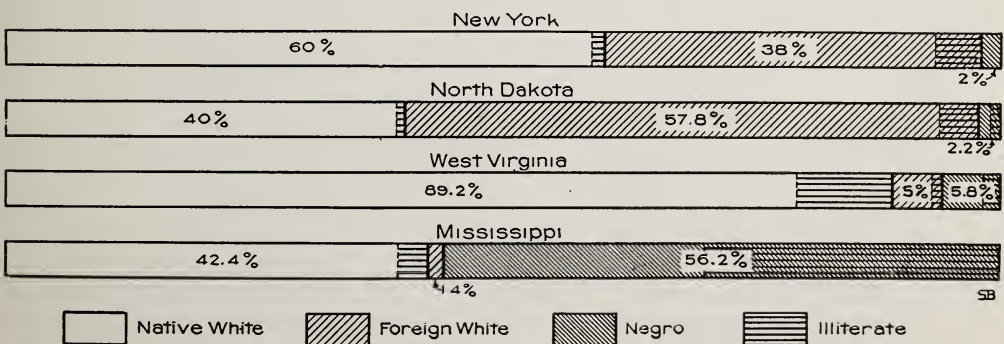 New York
60% 38%
2%
North Dakota
40% 57.8%
2.2%
West Virginia
89.2% 5% 5.8%
Mississippi
42.4% 56.2%
1.4%
SB
Native White Foreign White Negro Illiterate